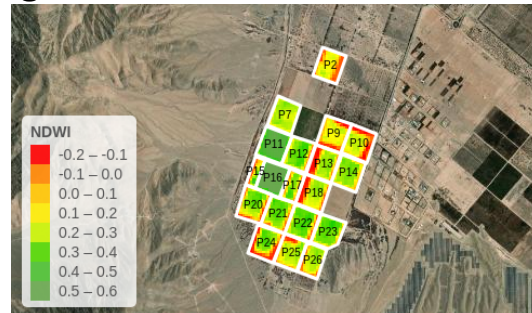 P2
P7
P9
P10
P11
P12
P13
P14
P15
P16
P17
P18
P20
P21
P22
P23
P24
P25
P26
NDWI
-0.2 – -0.1
-0.1 – 0.0
0.0 – 0.1
0.1 – 0.2
0.2 – 0.3
0.3 – 0.4
0.4 – 0.5
0.5 – 0.6